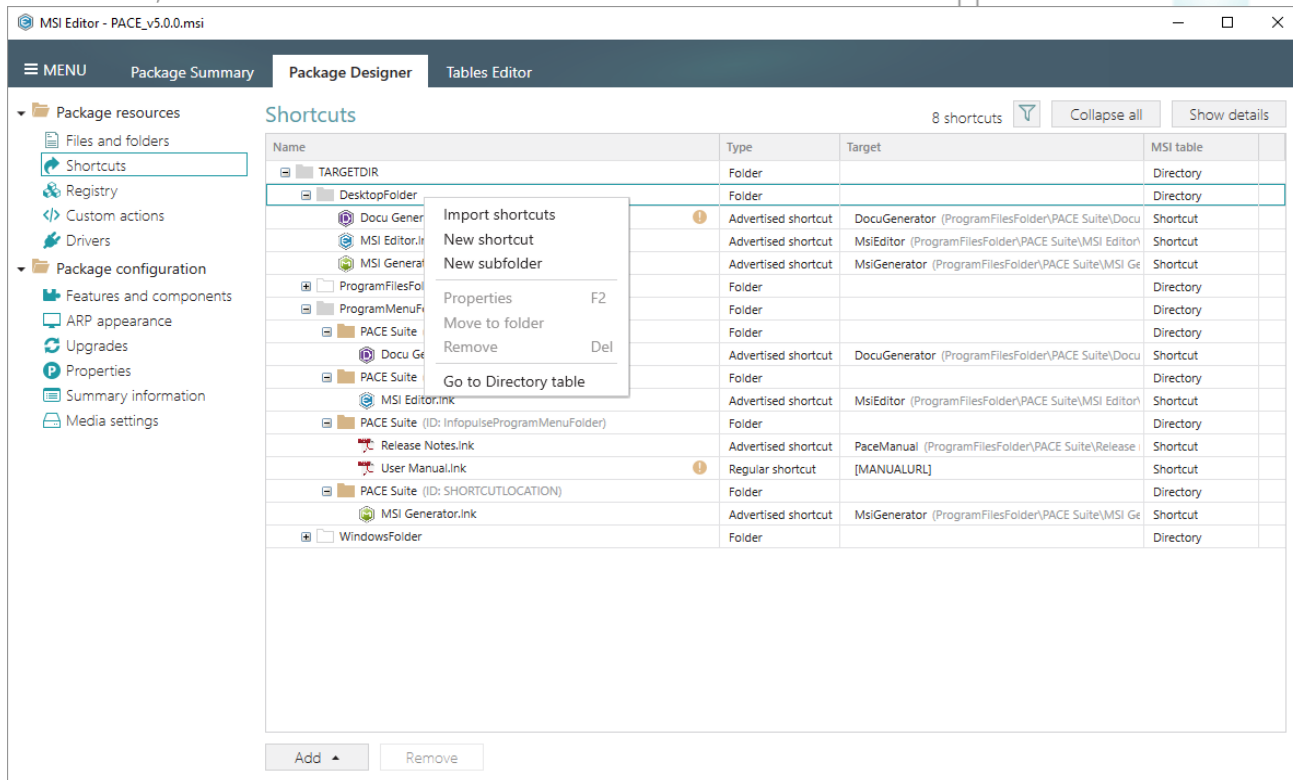 MSI Editor - PACE_v5.0.0.msi
MENU Package Summary Package Designer Tables Editor
Package resources
Files and folders
Shortcuts
Registry
Custom actions
Drivers
Package configuration
Features and components
ARP appearance
Upgrades
Properties
Summary information
Media settings
Shortcuts 8 shortcuts Collapse all Show details
Name Type Target MSI table
TARGETDIR Folder Directory
DesktopFolder Folder Directory
Docu Gener Advertised shortcut DocuGenerator (ProgramFilesFolder\PACE Suite\Docu Shortcut
MSI Editor.ln Advertised shortcut MsiEditor (ProgramFilesFolder\PACE Suite\MSI Editor\ Shortcut
MSI Generat Advertised shortcut MsiGenerator (ProgramFilesFolder\PACE Suite\MSI Ge Shortcut
ProgramFilesFol Folder Directory
ProgramMenuFo Folder Directory
PACE Suite Folder Directory
Docu Ge Advertised shortcut DocuGenerator (ProgramFilesFolder\PACE Suite\Docu Shortcut
PACE Suite Folder Directory
MSI Editor.lnk Advertised shortcut MsiEditor (ProgramFilesFolder\PACE Suite\MSI Editor\ Shortcut
PACE Suite (ID: InfopulseProgramMenuFolder) Folder Directory
Release Notes.lnk Advertised shortcut PaceManual (ProgramFilesFolder\PACE Suite\Release Shortcut
User Manual.lnk Regular shortcut [MANUALURL] Shortcut
PACE Suite (ID: SHORTCUTLOCATION) Folder Directory
MSI Generator.lnk Advertised shortcut MsiGenerator (ProgramFilesFolder\PACE Suite\MSI Ge Shortcut
WindowsFolder Folder Directory
Import shortcuts
New shortcut
New subfolder
Properties F2
Move to folder
Remove Del
Go to Directory table
Add Remove